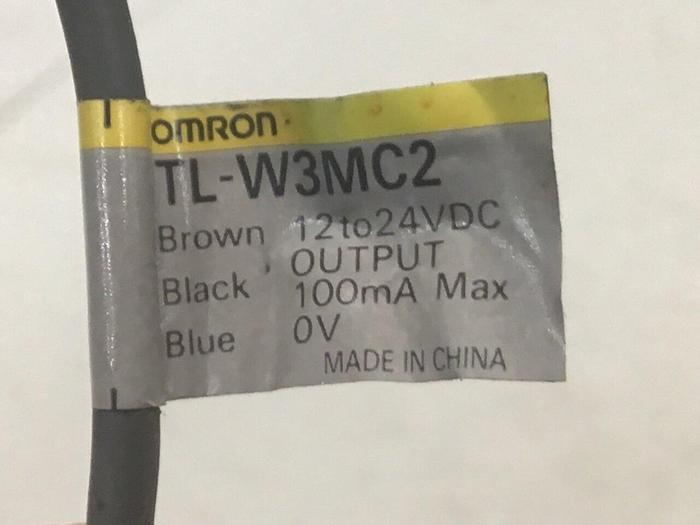 OMRON
TL-W3MC2
Brown 12to24VDC
OUTPUT
Black 100mA Max
Blue 0V
MADE IN CHINA